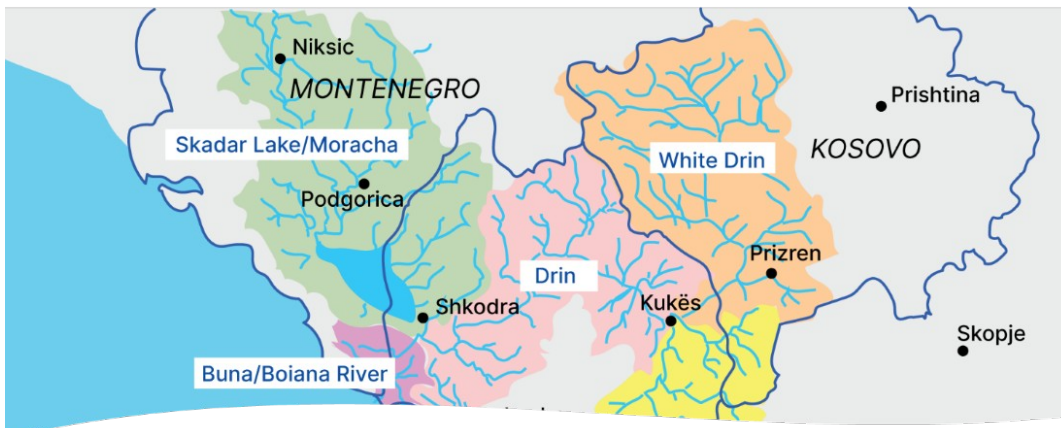 Niksic
MONTENEGRO
Prishtina
Skadar Lake/Moracha
White Drin
KOSOVO
Podgorica
Prizren
Drin
Kukës
Shkodra
Skopje
Buna/Boiana River